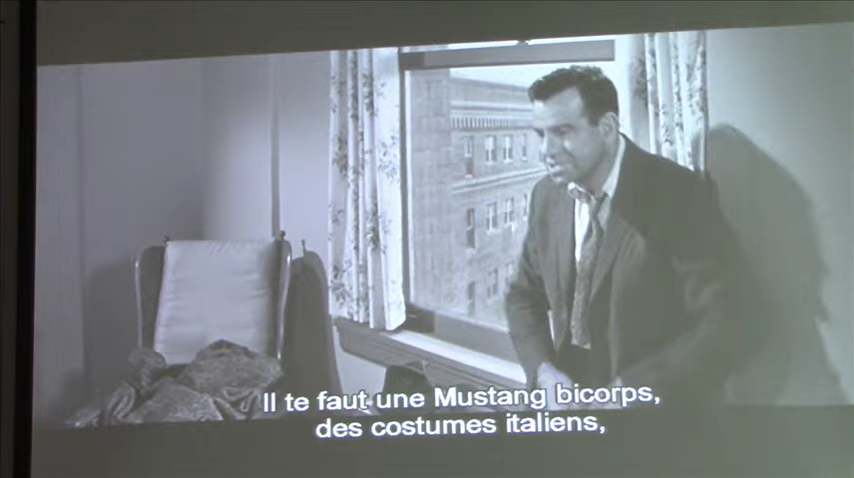 Il te faut une Mustang bicorps,
des costumes italiens,